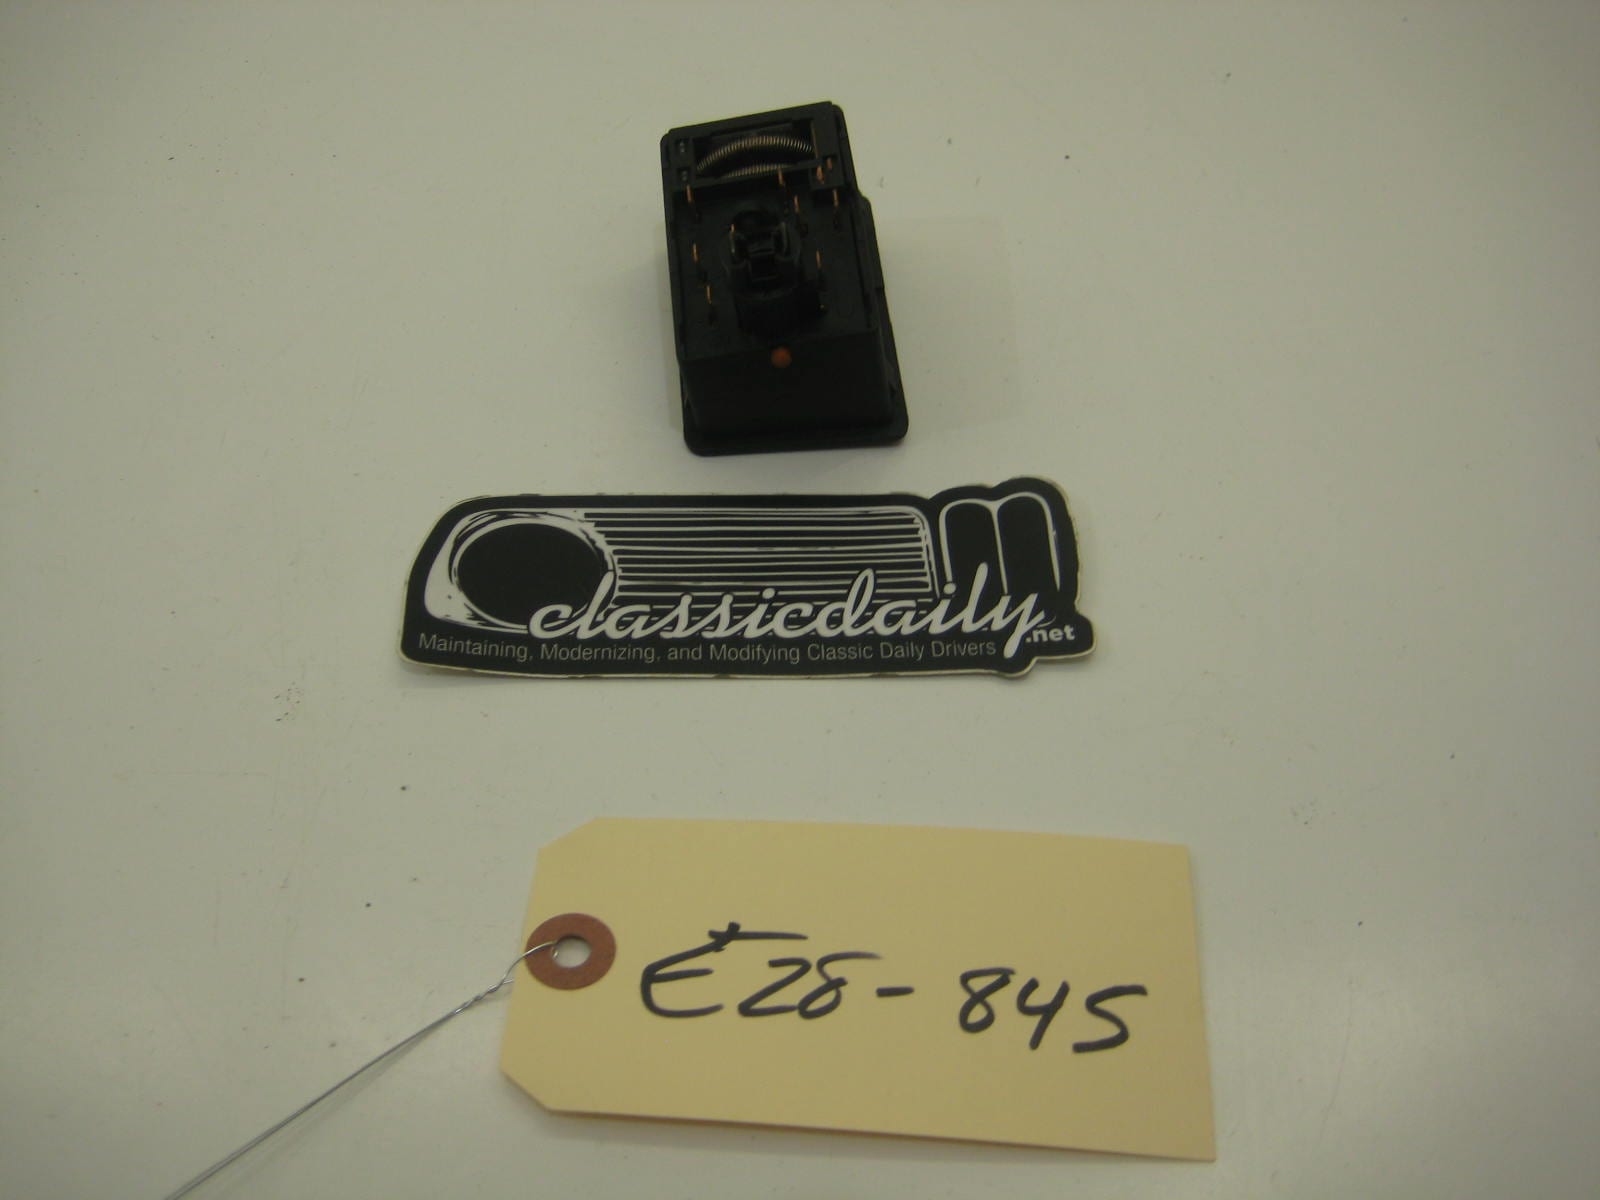 classicdaily.net
Maintaining, Modernizing, and Modifying Classic Daily Drivers
E28-845